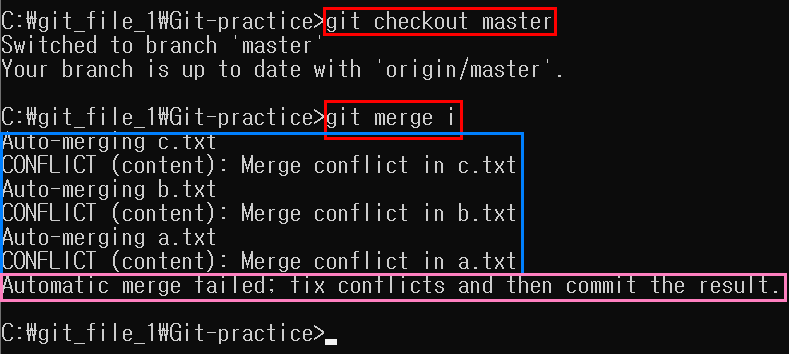 C:₩git_file_1₩Git-practice>git checkout master
Switched to branch 'master'
Your branch is up to date with 'origin/master'.
C:₩git_file_1₩Git-practice>git merge i
Auto-merging c.txt
CONFLICT (content): Merge conflict in c.txt
Auto-merging b.txt
CONFLICT (content): Merge conflict in b.txt
Auto-merging a.txt
CONFLICT (content): Merge conflict in a.txt
Automatic merge failed; fix conflicts and then commit the result.
C:₩git_file_1₩Git-practice>